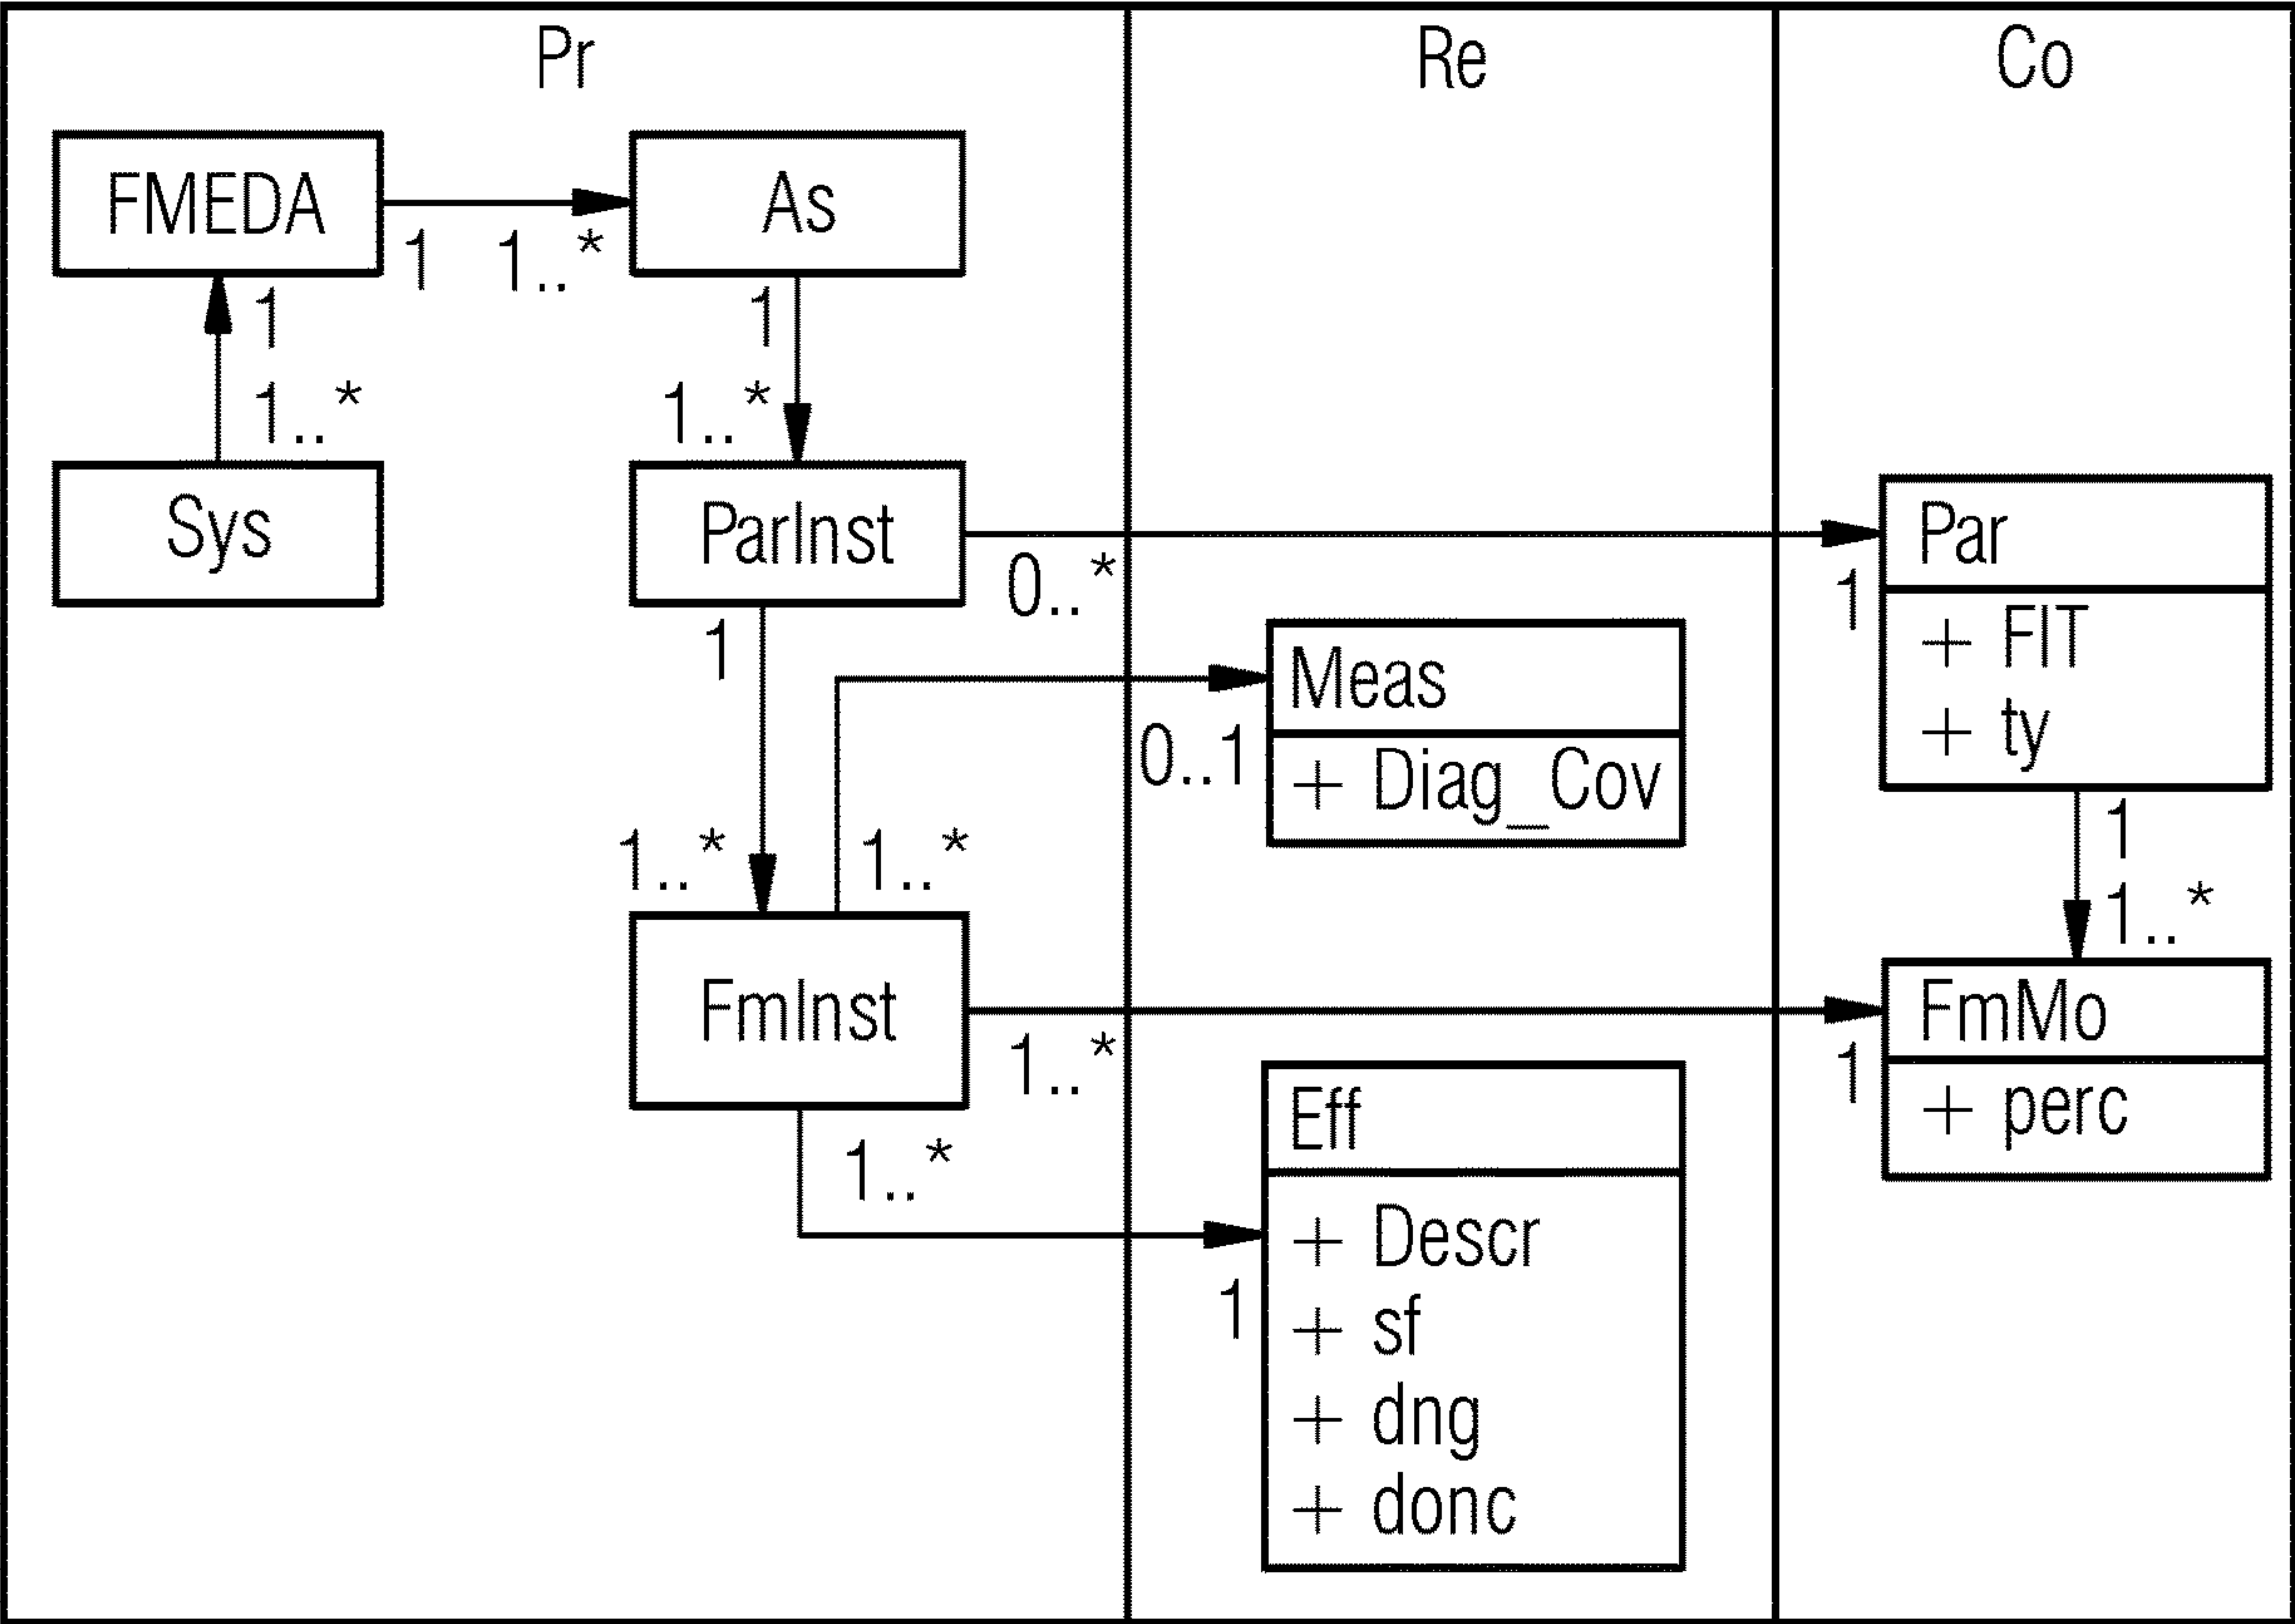 Pr
Re
Co
FMEDA
As
1
1..*
1
1
1..*
1..*
Sys
ParInst
Par
0..*
1
+ FIT
+ ty
1
Meas
0..1
+ Diag_Cov
1
1..*
1..*
1..*
FmInst
FmMo
1..*
1
+ perc
Eff
1..*
+ Descr
1
+ sf
+ dng
+ donc